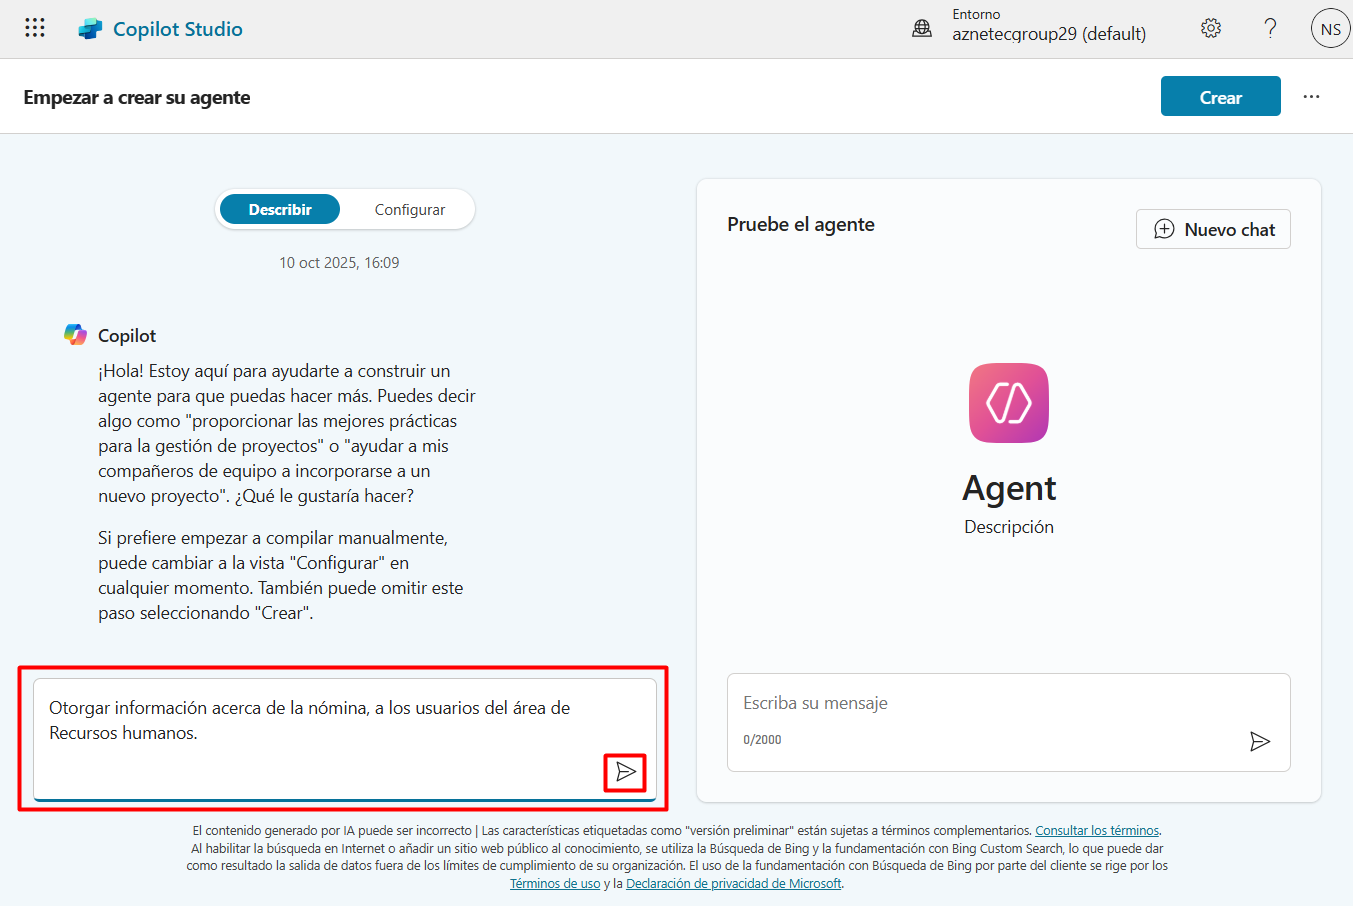 Copilot Studio
Entorno
aznetecgroup29 (default)
NS
Empezar a crear su agente
Crear
Describir
Configurar
10 oct 2025, 16:09
Copilot
¡Hola! Estoy aquí para ayudarte a construir un
agente para que puedas hacer más. Puedes decir
algo como "proporcionar las mejores prácticas
para la gestión de proyectos" o "ayudar a mis
compañeros de equipo a incorporarse a un
nuevo proyecto". ¿Qué le gustaría hacer?
Si prefiere empezar a compilar manualmente,
puede cambiar a la vista "Configurar" en
cualquier momento. También puede omitir este
paso seleccionando "Crear".
Otorgar información acerca de la nómina, a los usuarios del área de
Recursos humanos.
Pruebe el agente
Nuevo chat
Agent
Descripción
Escriba su mensaje
0/2000
El contenido generado por IA puede ser incorrecto | Las características etiquetadas como "versión preliminar" están sujetas a términos complementarios. Consultar los términos.
Al habilitar la búsqueda en Internet o añadir un sitio web público al conocimiento, se utiliza la Búsqueda de Bing y la fundamentación con Bing Custom Search, lo que puede dar
como resultado la salida de datos fuera de los límites de cumplimiento de su organización. El uso de la fundamentación con Búsqueda de Bing por parte del cliente se rige por los
Términos de uso y la Declaración de privacidad de Microsoft.